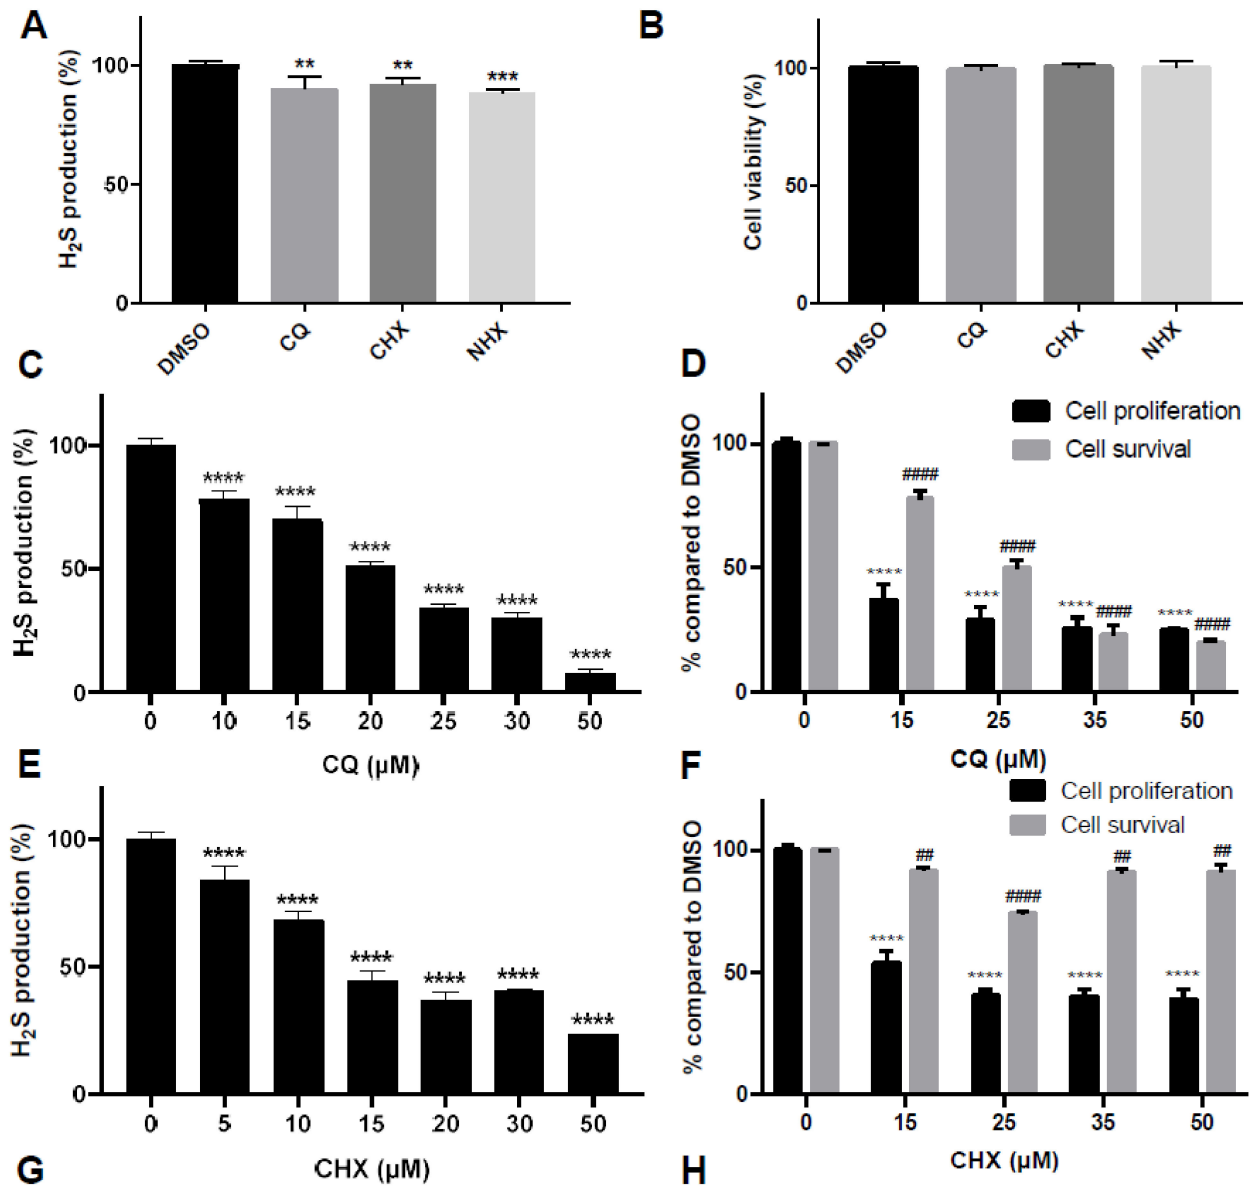 A
H₂S production (%)
100
50
0
** ** ***
DMSO CQ CHX NHX
B
Cell viability (%)
100
50
0
DMSO CQ CHX NHX
C
H₂S production (%)
100
50
0
**** **** **** **** **** ****
0 10 15 20 25 30 50
CQ (µM)
D
% compared to DMSO
100
50
0
Cell proliferation
Cell survival
**** #### **** #### **** #### **** ####
0 15 25 35 50
CQ (µM)
E
H₂S production (%)
100
50
0
**** **** **** **** **** ****
0 5 10 15 20 30 50
CHX (µM)
F
% compared to DMSO
100
50
0
Cell proliferation
Cell survival
**** ## **** #### **** ## **** ##
0 15 25 35 50
CHX (µM)
G
H